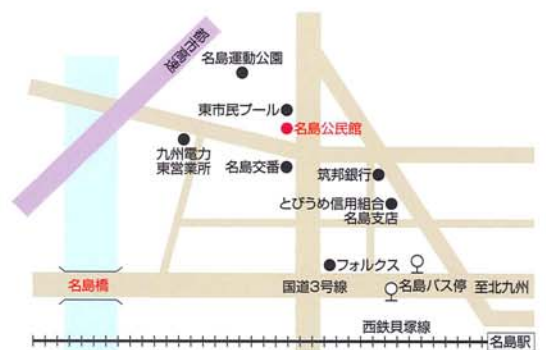 都市高速
名島運動公園
東市民プール
名島公民館
九州電力
東営業所
名島交番
筑邦銀行
とびうめ信用組合
名島支店
フォルクス
名島橋
国道3号線
名島バス停
至北九州
西鉄貝塚線
名島駅